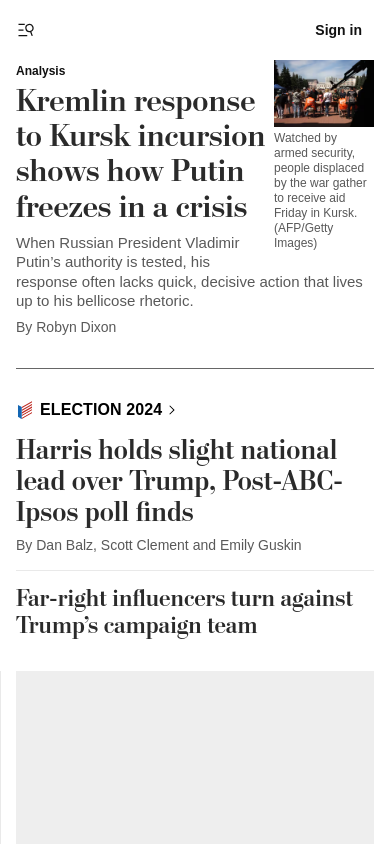 Sign in
Analysis
Kremlin response
to Kursk incursion
shows how Putin
freezes in a crisis
Watched by
armed security,
people displaced
by the war gather
to receive aid
Friday in Kursk.
(AFP/Getty
Images)
When Russian President Vladimir
Putin’s authority is tested, his
response often lacks quick, decisive action that lives
up to his bellicose rhetoric.
By Robyn Dixon
ELECTION 2024
Harris holds slight national
lead over Trump, Post-ABC-
Ipsos poll finds
By Dan Balz, Scott Clement and Emily Guskin
Far-right influencers turn against
Trump’s campaign team